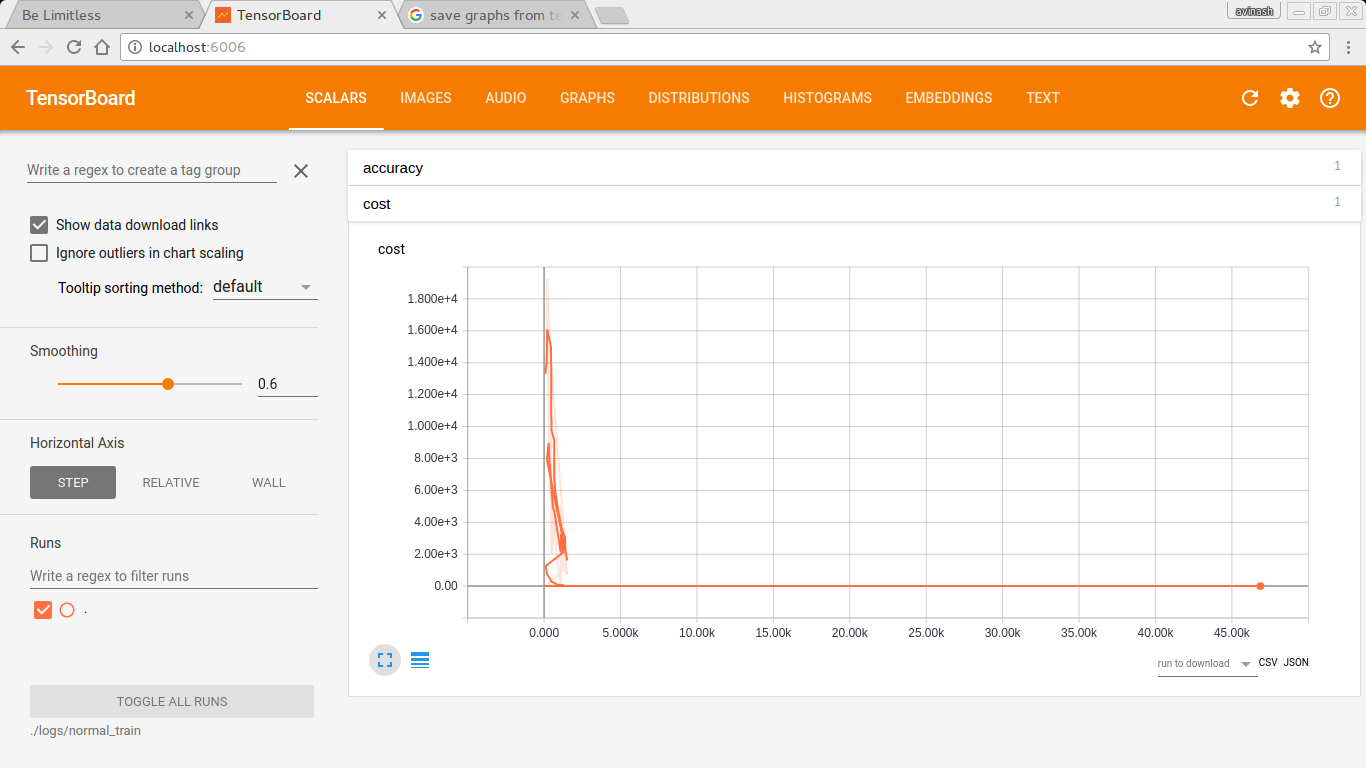 Be Limitless
TensorBoard
save graphs from te
avinash
localhost:6006
TensorBoard
SCALARS IMAGES AUDIO GRAPHS DISTRIBUTIONS HISTOGRAMS EMBEDDINGS TEXT
Write a regex to create a tag group
Show data download links
Ignore outliers in chart scaling
Tooltip sorting method: default
Smoothing
0.6
Horizontal Axis
STEP RELATIVE WALL
Runs
Write a regex to filter runs
.
TOGGLE ALL RUNS
./logs/normal_train
accuracy 1
cost 1
cost
1.800e+4
1.600e+4
1.400e+4
1.200e+4
1.000e+4
8.00e+3
6.00e+3
4.00e+3
2.00e+3
0.00
0.000 5.000k 10.00k 15.00k 20.00k 25.00k 30.00k 35.00k 40.00k 45.00k
run to download CSV JSON